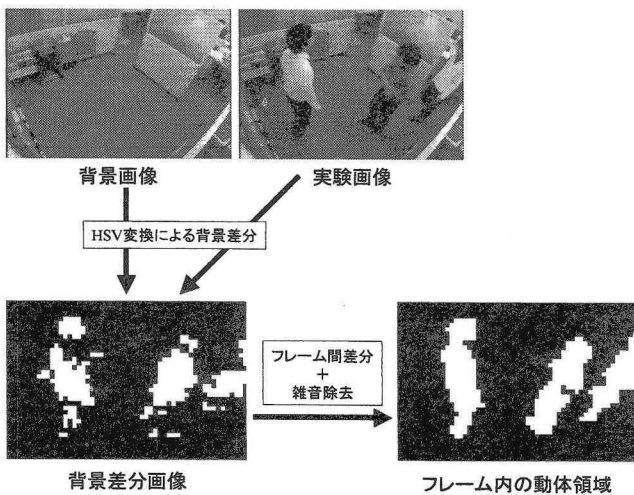 背景画像
実験画像
HSV変換による背景差分
フレーム間差分
+
雑音除去
背景差分画像
フレーム内の動体領域